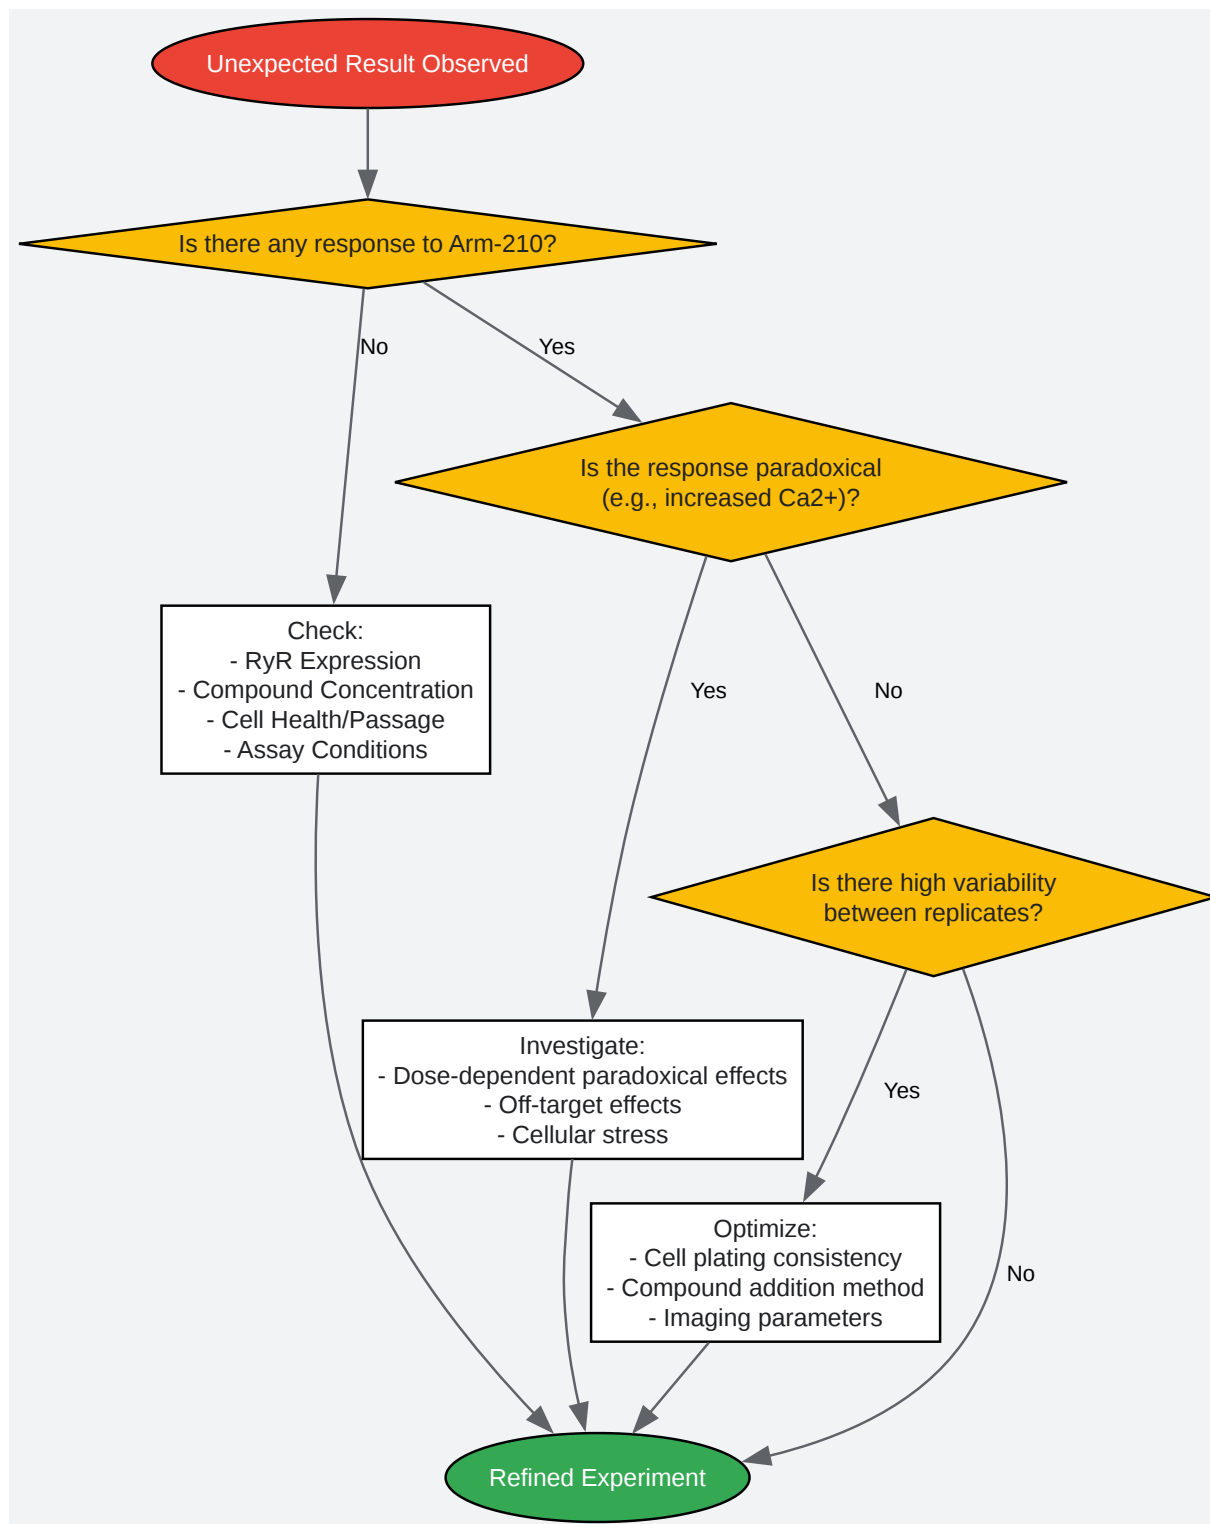 Unexpected Result Observed
Is there any response to Arm-210?
No
Yes
Is the response paradoxical
(e.g., increased Ca2+)?
Check:
- RyR Expression
- Compound Concentration
- Cell Health/Passage
- Assay Conditions
Yes
No
Is there high variability
between replicates?
Investigate:
- Dose-dependent paradoxical effects
- Off-target effects
- Cellular stress
Yes
Optimize:
- Cell plating consistency
- Compound addition method
- Imaging parameters
No
Refined Experiment